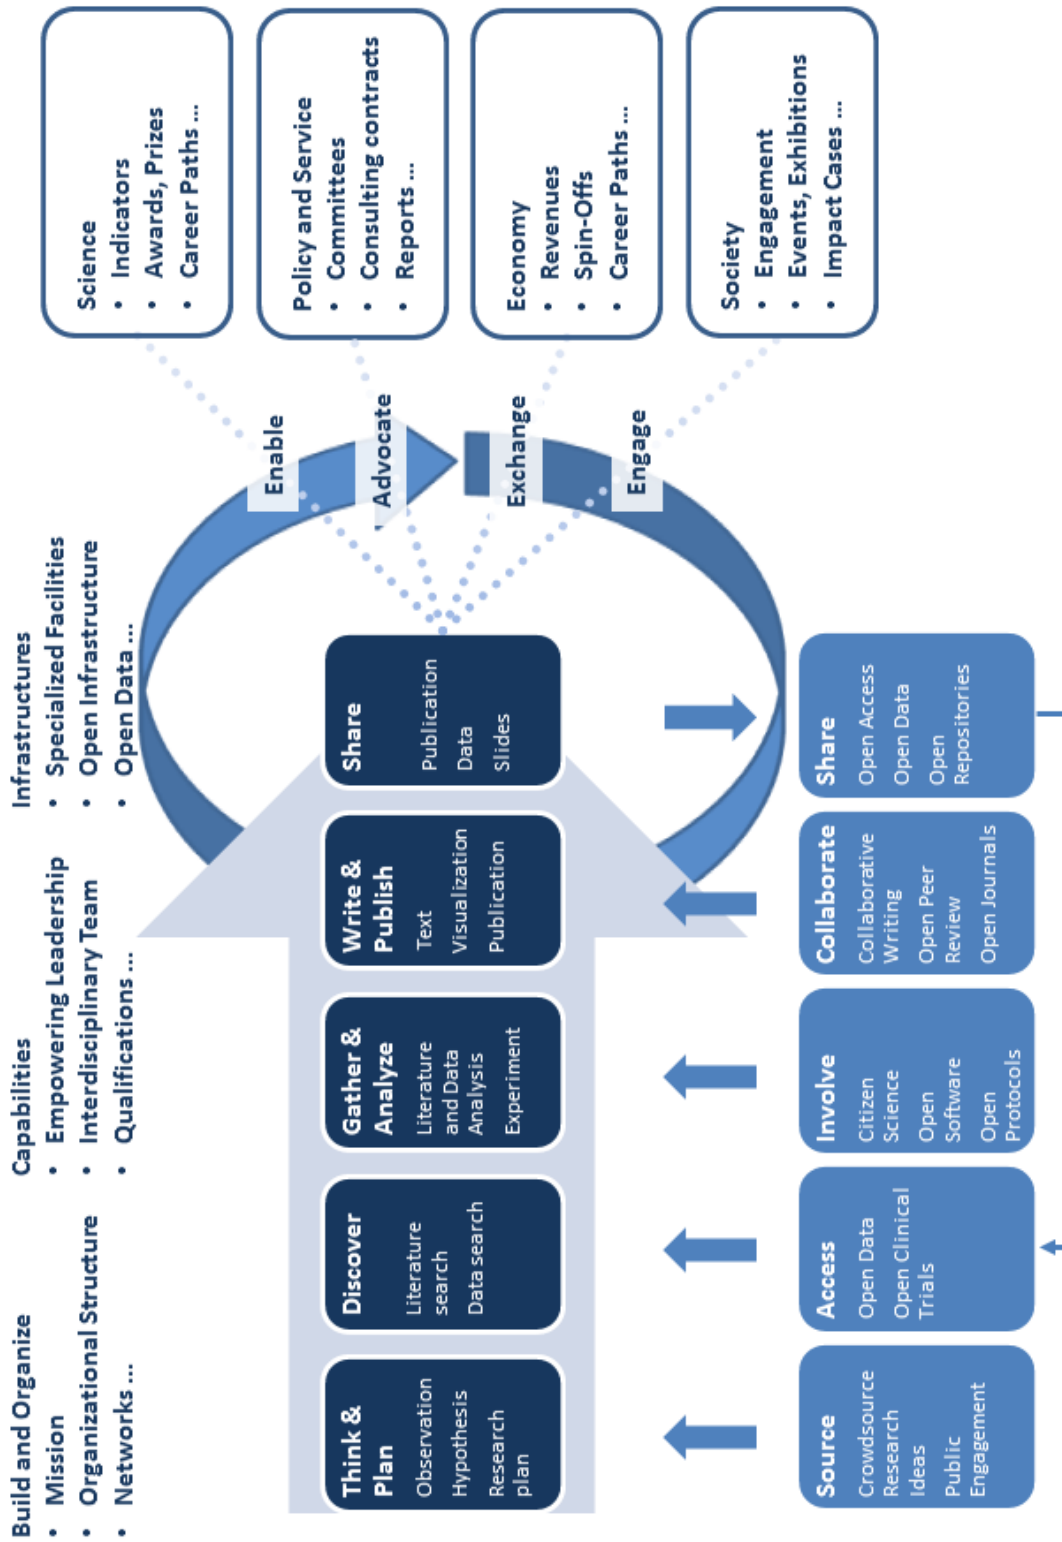 Build and Organize
• Mission
• Organizational Structure
• Networks ...
Capabilities
• Empowering Leadership
• Interdisciplinary Team
• Qualifications ...
Infrastructures
• Specialized Facilities
• Open Infrastructure
• Open Data ...
Think &
Plan
Observation
Hypothesis
Research
plan
Discover
Literature
search
Data search
Gather &
Analyze
Literature
and Data
Analysis
Experiment
Write &
Publish
Text
Visualization
Publication
Share
Publication
Data
Slides
Enable
Advocate
Exchange
Engage
Science
• Indicators
• Awards, Prizes
• Career Paths ...
Policy and Service
• Committees
• Consulting contracts
• Reports ...
Economy
• Revenues
• Spin-Offs
• Career Paths ...
Society
• Engagement
• Events, Exhibitions
• Impact Cases ...
Source
Crowdsource
Research
Ideas
Public
Engagement
Access
Open Data
Open Clinical
Trials
Involve
Citizen
Science
Open
Software
Open
Protocols
Collaborate
Collaborative
Writing
Open Peer
Review
Open Journals
Share
Open Access
Open Data
Open
Repositories